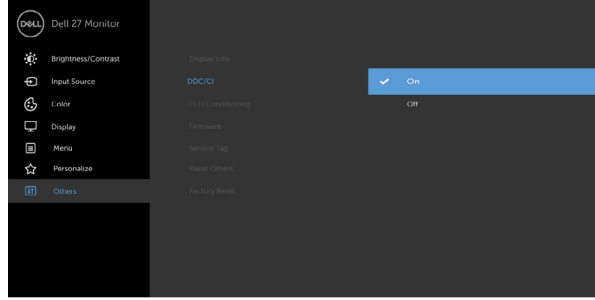 DELL
Dell 27 Monitor
Brightness/Contrast
Input Source
Color
Display
Menu
Personalize
Others
Display Info
DDC/CI
LCD Conditioning
Firmware
Service Tag
Reset Others
Factory Reset
On
Off